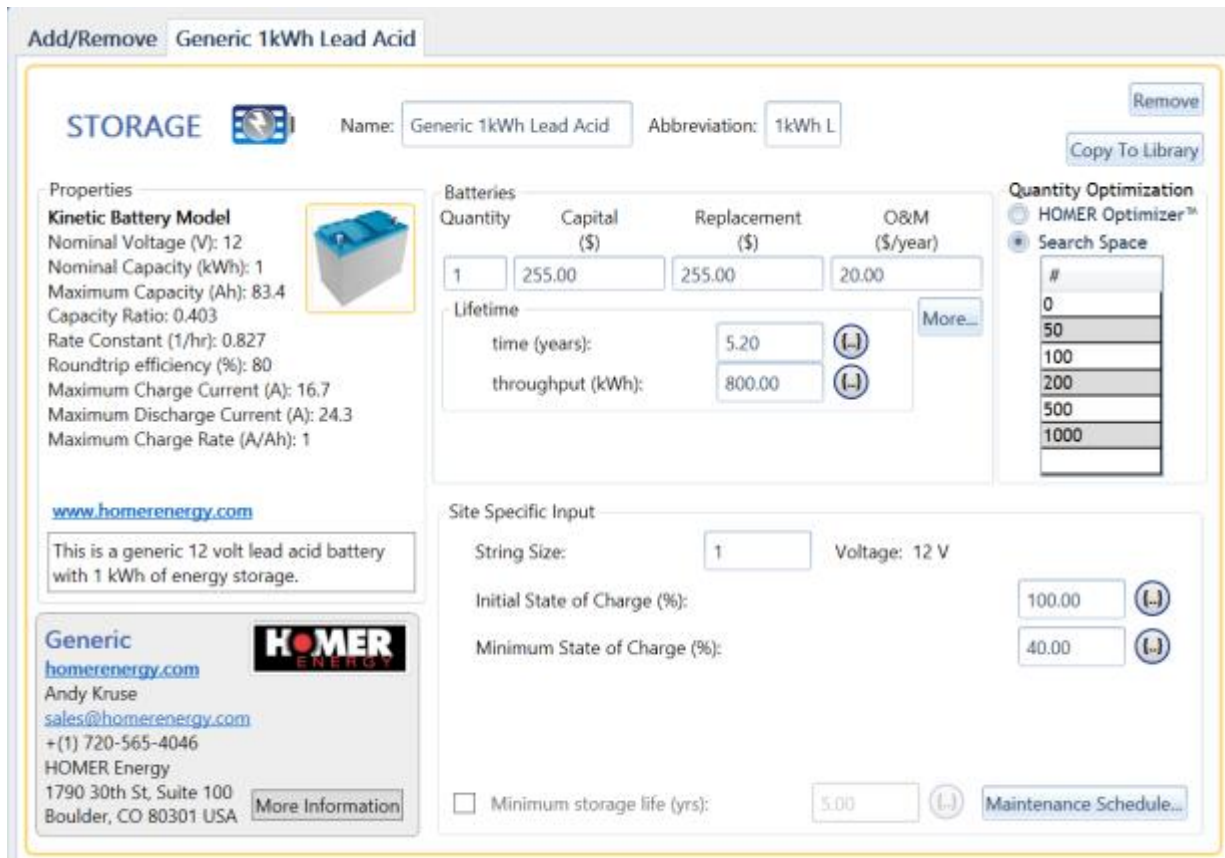 Add/Remove Generic 1kWh Lead Acid
STORAGE Name: Generic 1kWh Lead Acid Abbreviation: 1kWh L
Remove
Copy To Library
Properties
Kinetic Battery Model
Nominal Voltage (V): 12
Nominal Capacity (kWh): 1
Maximum Capacity (Ah): 83.4
Capacity Ratio: 0.403
Rate Constant (1/hr): 0.827
Roundtrip efficiency (%): 80
Maximum Charge Current (A): 16.7
Maximum Discharge Current (A): 24.3
Maximum Charge Rate (A/Ah): 1
www.homerenergy.com
This is a generic 12 volt lead acid battery
with 1 kWh of energy storage.
Generic
homerenergy.com
Andy Kruse
sales@homerenergy.com
+(1) 720-565-4046
HOMER Energy
1790 30th St, Suite 100
Boulder, CO 80301 USA
HOMER
ENERGY
More Information
Batteries
Quantity Capital Replacement O&M
($) ($) ($/year)
1 255.00 255.00 20.00
Lifetime
time (years): 5.20 (..)
throughput (kWh): 800.00 (..)
More...
Quantity Optimization
HOMER Optimizer™
Search Space
#
0
50
100
200
500
1000
Site Specific Input
String Size: 1 Voltage: 12 V
Initial State of Charge (%): 100.00 (..)
Minimum State of Charge (%): 40.00 (..)
Minimum storage life (yrs): 5.00 (..) Maintenance Schedule...